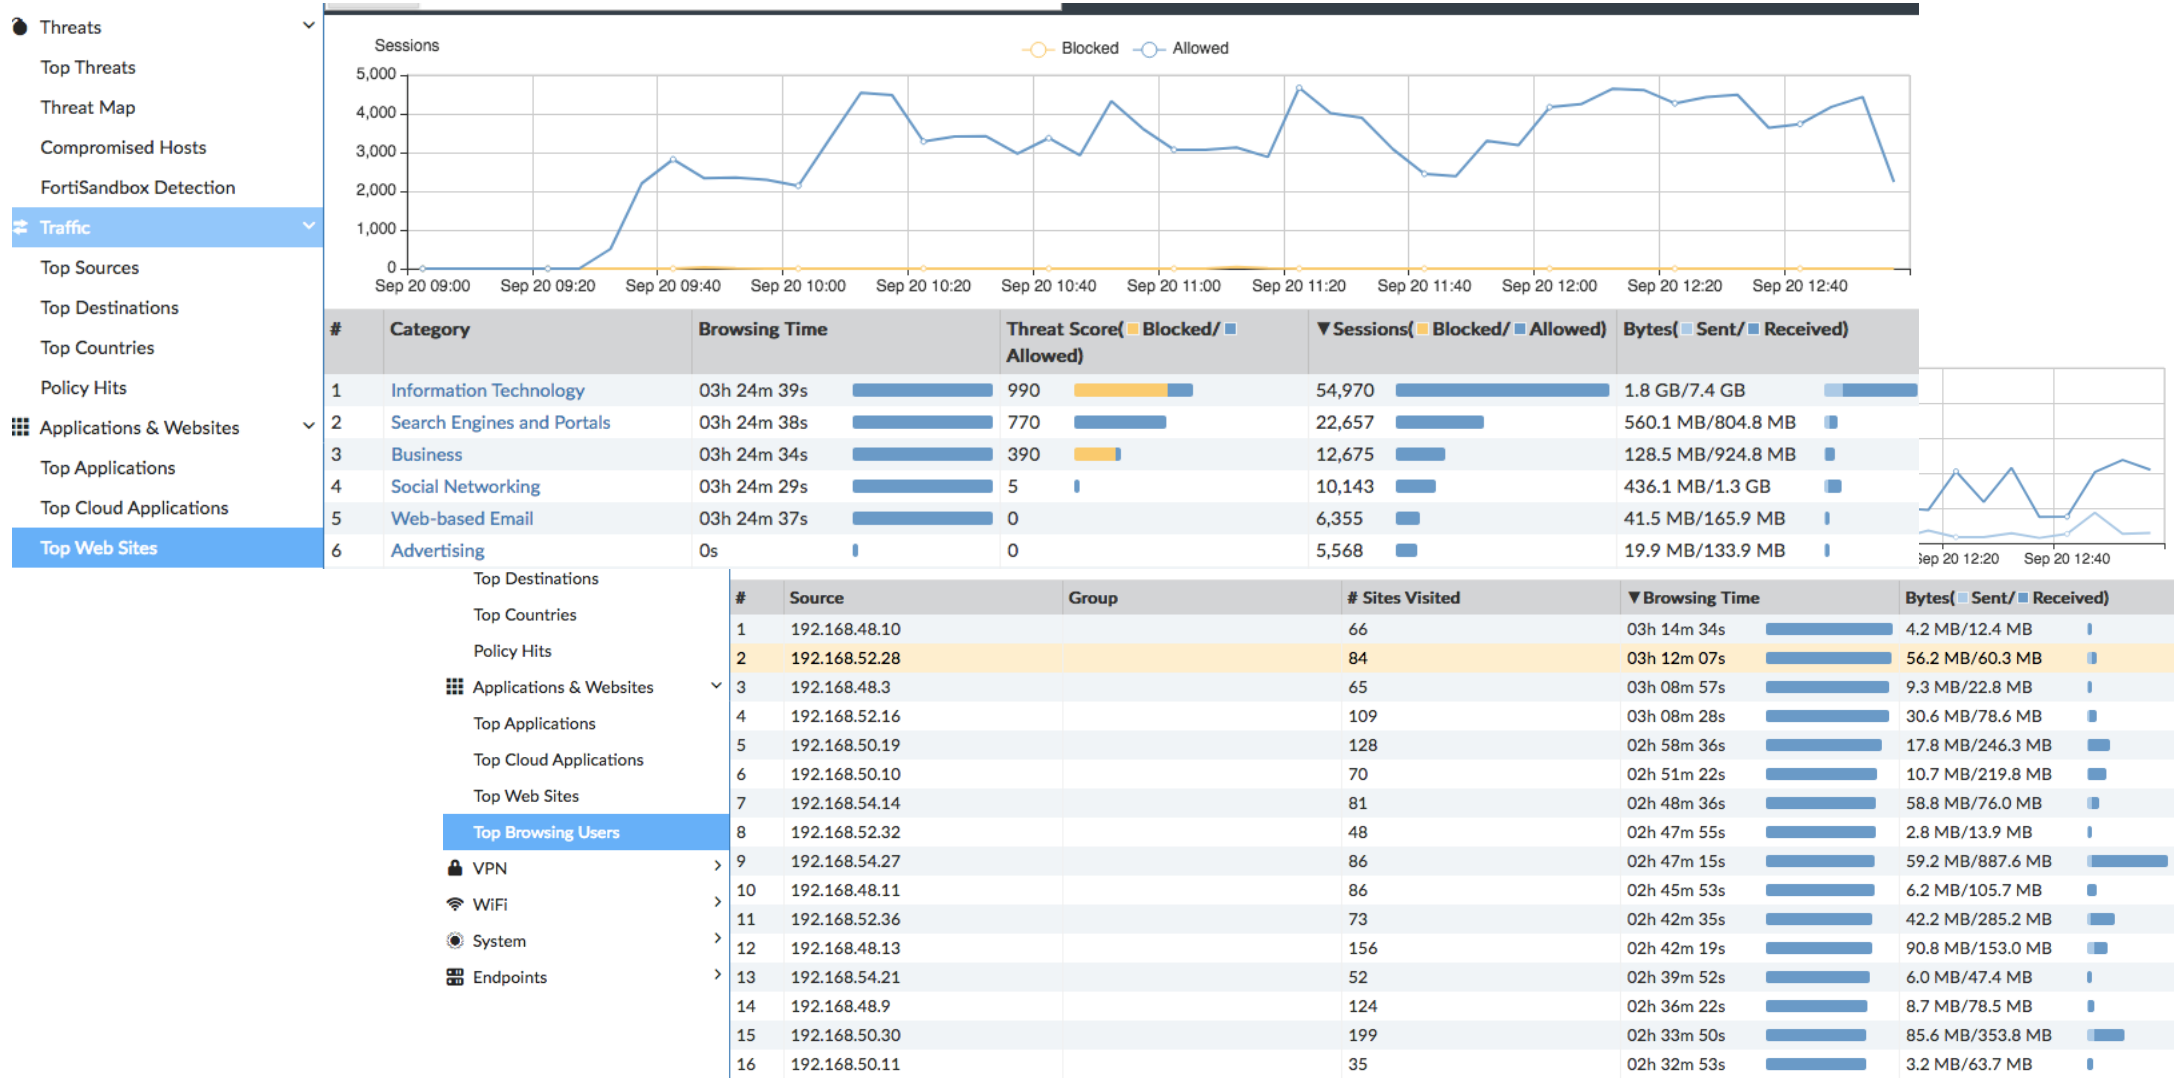 Threats
Top Threats
Threat Map
Compromised Hosts
FortiSandbox Detection
Traffic
Top Sources
Top Destinations
Top Countries
Policy Hits
Applications & Websites
Top Applications
Top Cloud Applications
Top Web Sites
Sessions
Blocked Allowed
5,000
4,000
3,000
2,000
1,000
0
Sep 20 09:00 Sep 20 09:20 Sep 20 09:40 Sep 20 10:00 Sep 20 10:20 Sep 20 10:40 Sep 20 11:00 Sep 20 11:20 Sep 20 11:40 Sep 20 12:00 Sep 20 12:20 Sep 20 12:40
# Category Browsing Time Threat Score( Blocked/ Allowed) ▼Sessions( Blocked/ Allowed) Bytes( Sent/ Received)
1 Information Technology 03h 24m 39s 990 54,970 1.8 GB/7.4 GB
2 Search Engines and Portals 03h 24m 38s 770 22,657 560.1 MB/804.8 MB
3 Business 03h 24m 34s 390 12,675 128.5 MB/924.8 MB
4 Social Networking 03h 24m 29s 5 10,143 436.1 MB/1.3 GB
5 Web-based Email 03h 24m 37s 0 6,355 41.5 MB/165.9 MB
6 Advertising 0s 0 5,568 19.9 MB/133.9 MB
Sep 20 12:20 Sep 20 12:40
Top Destinations
Top Countries
Policy Hits
Applications & Websites
Top Applications
Top Cloud Applications
Top Web Sites
Top Browsing Users
VPN
WiFi
System
Endpoints
# Source Group # Sites Visited ▼Browsing Time Bytes( Sent/ Received)
1 192.168.48.10 66 03h 14m 34s 4.2 MB/12.4 MB
2 192.168.52.28 84 03h 12m 07s 56.2 MB/60.3 MB
3 192.168.48.3 65 03h 08m 57s 9.3 MB/22.8 MB
4 192.168.52.16 109 03h 08m 28s 30.6 MB/78.6 MB
5 192.168.50.19 128 02h 58m 36s 17.8 MB/246.3 MB
6 192.168.50.10 70 02h 51m 22s 10.7 MB/219.8 MB
7 192.168.54.14 81 02h 48m 36s 58.8 MB/76.0 MB
8 192.168.52.32 48 02h 47m 55s 2.8 MB/13.9 MB
9 192.168.54.27 86 02h 47m 15s 59.2 MB/887.6 MB
10 192.168.48.11 86 02h 45m 53s 6.2 MB/105.7 MB
11 192.168.52.36 73 02h 42m 35s 42.2 MB/285.2 MB
12 192.168.48.13 156 02h 42m 19s 90.8 MB/153.0 MB
13 192.168.54.21 52 02h 39m 52s 6.0 MB/47.4 MB
14 192.168.48.9 124 02h 36m 22s 8.7 MB/78.5 MB
15 192.168.50.30 199 02h 33m 50s 85.6 MB/353.8 MB
16 192.168.50.11 35 02h 32m 53s 3.2 MB/63.7 MB